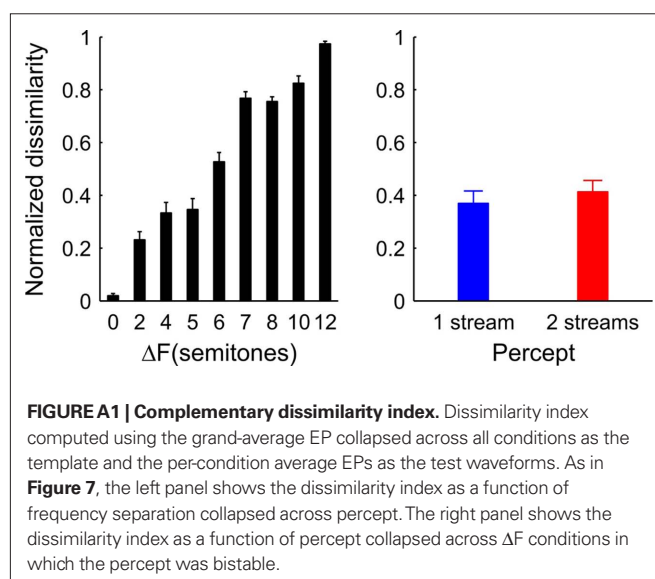 Normalized dissimilarity
1
0.8
0.6
0.4
0.2
0
0 2 4 5 6 7 8 10 12
ΔF(semitones)
1
0.8
0.6
0.4
0.2
0
1 stream 2 streams
Percept
FIGURE A1 | Complementary dissimilarity index. Dissimilarity index
computed using the grand-average EP collapsed across all conditions as the
template and the per-condition average EPs as the test waveforms. As in
Figure 7, the left panel shows the dissimilarity index as a function of
frequency separation collapsed across percept. The right panel shows the
dissimilarity index as a function of percept collapsed across ΔF conditions in
which the percept was bistable.